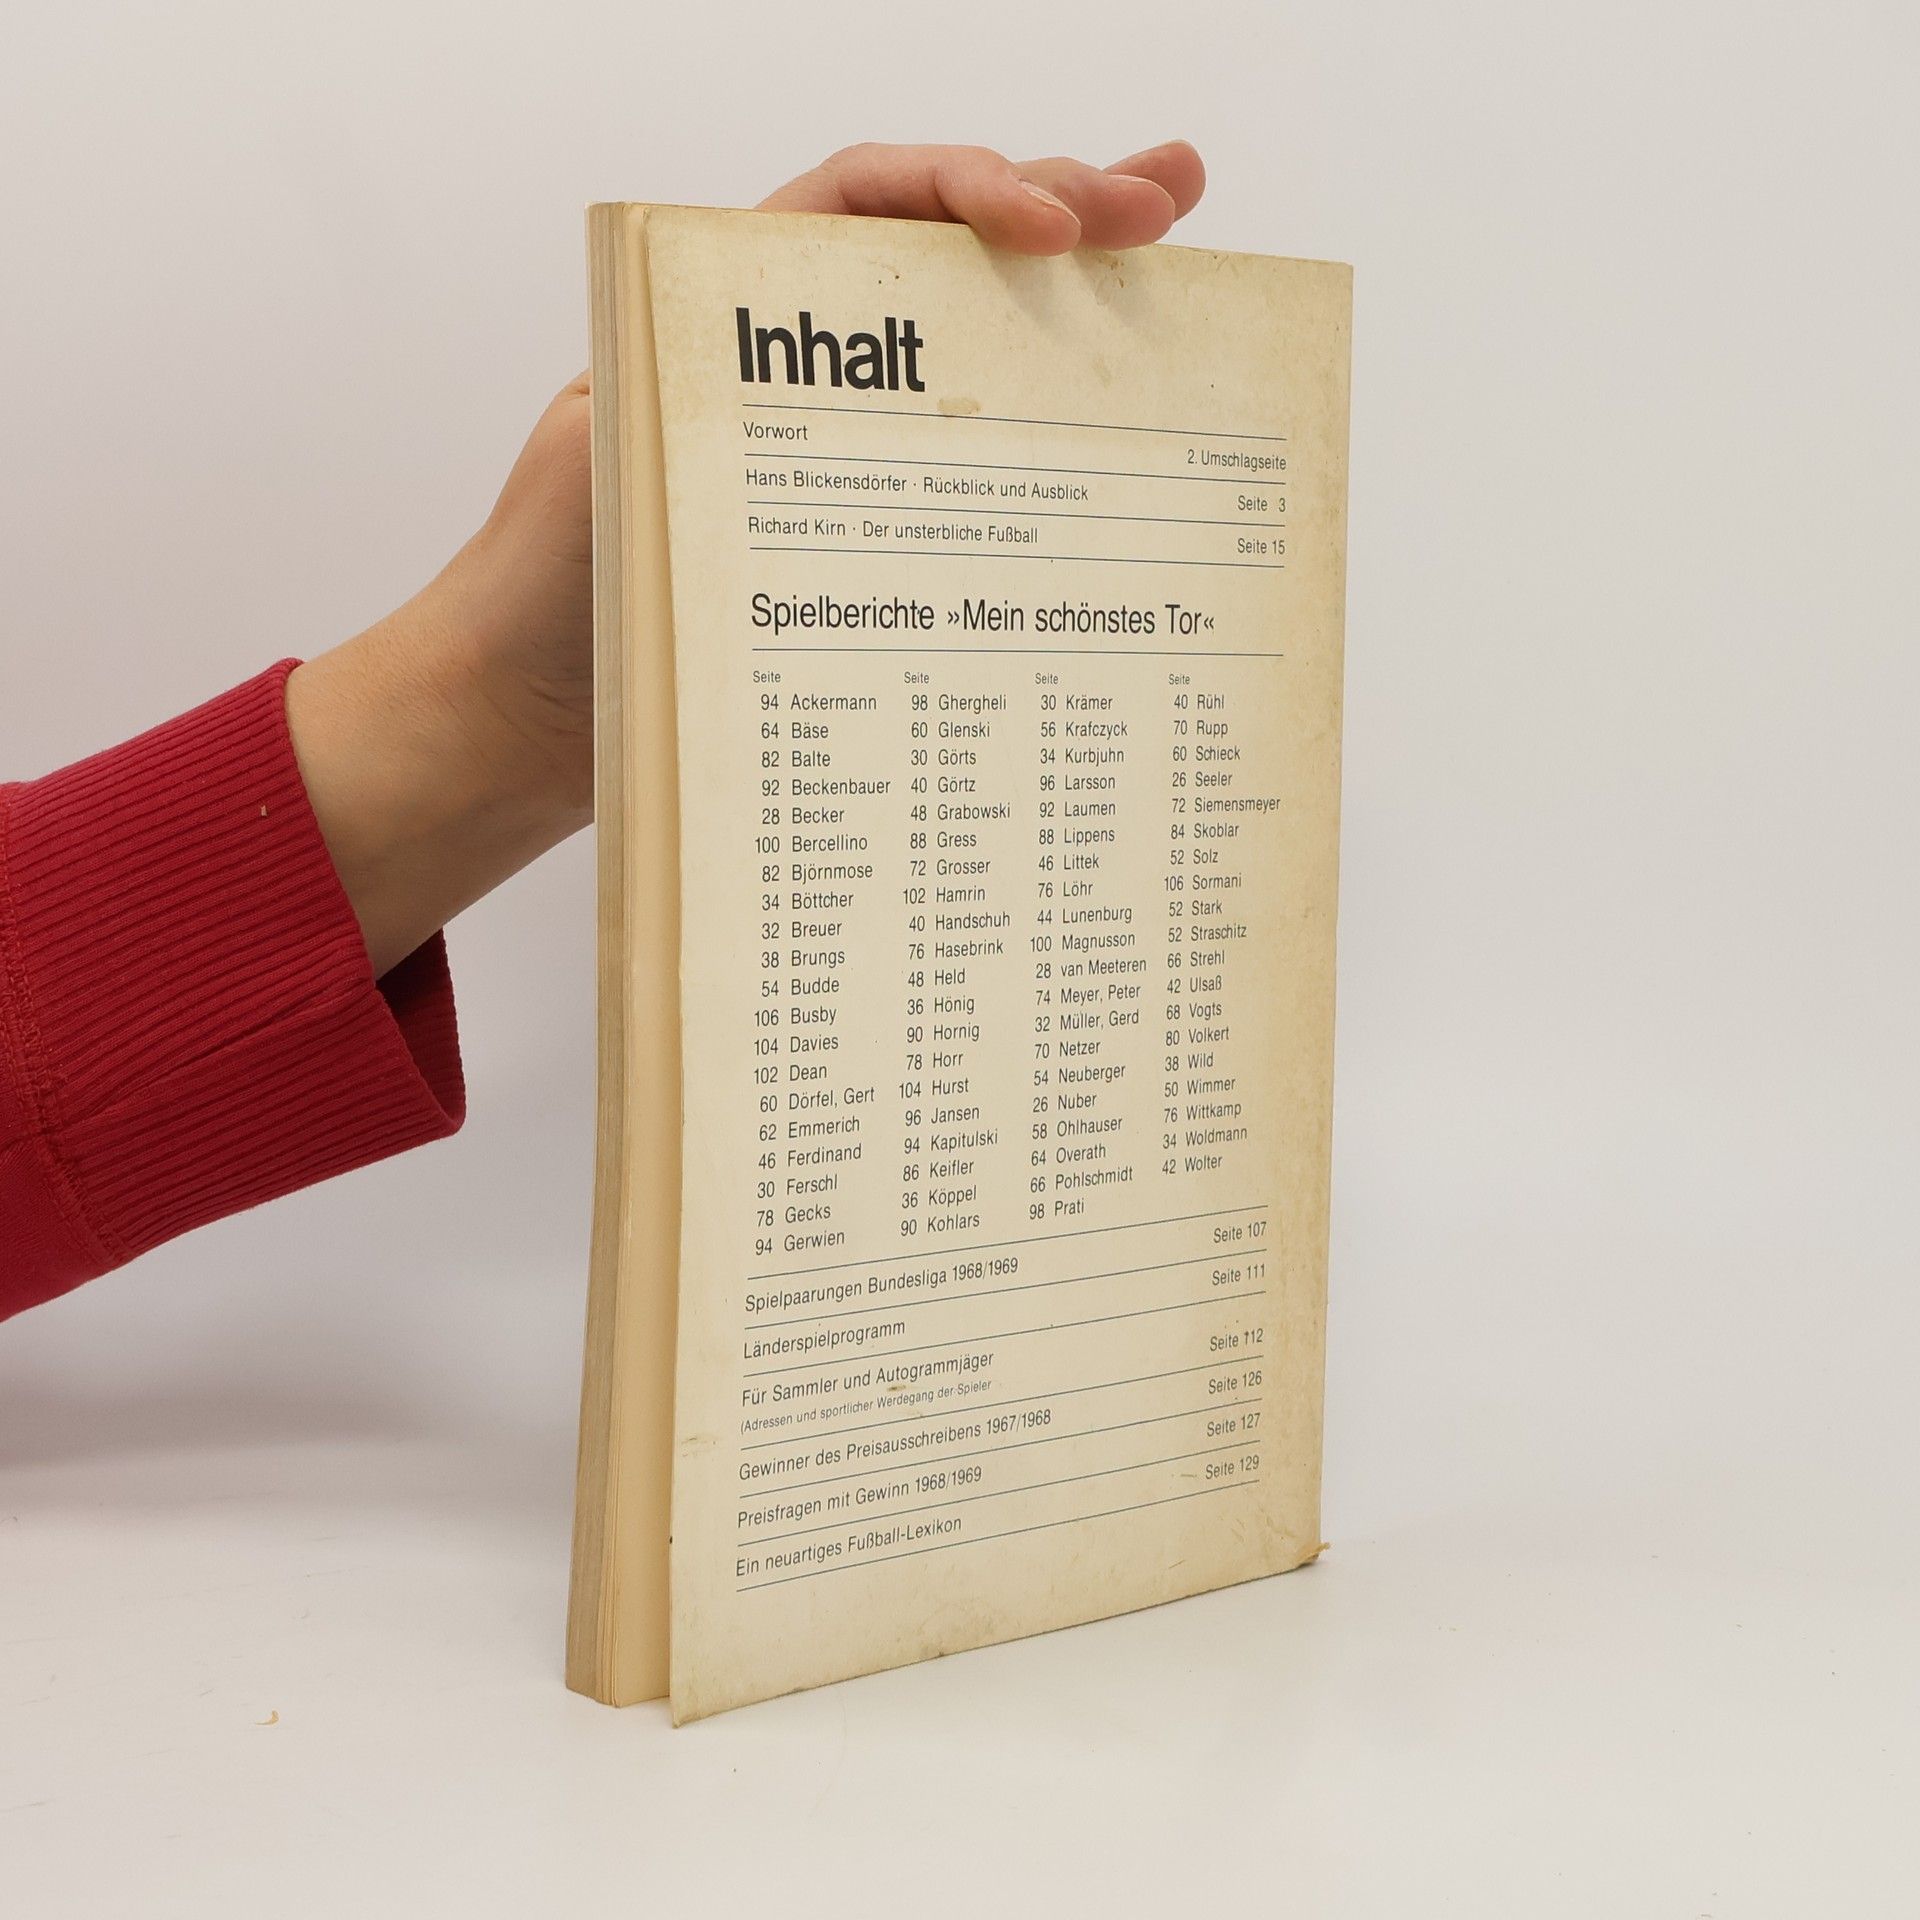 Inhalt
Vorwort 2. Umschlagseite
Hans Blickensdörfer · Rückblick und Ausblick Seite 3
Richard Kirn · Der unsterbliche Fußball Seite 15
Spielberichte »Mein schönstes Tor«
Seite
94 Ackermann
64 Bäse
82 Balte
92 Beckenbauer
28 Becker
100 Bercellino
82 Björnmose
34 Böttcher
32 Breuer
38 Brungs
54 Budde
106 Busby
104 Davies
102 Dean
60 Dörfel, Gert
62 Emmerich
46 Ferdinand
30 Ferschl
78 Gecks
94 Gerwien
Seite
98 Ghergheli
60 Glenski
30 Görts
40 Görtz
48 Grabowski
88 Gress
72 Grosser
102 Hamrin
40 Handschuh
76 Hasebrink
48 Held
36 Hönig
90 Hornig
78 Horr
104 Hurst
96 Jansen
94 Kapitulski
86 Keifler
36 Köppel
90 Kohlars
Seite
30 Krämer
56 Krafczyck
34 Kurbjuhn
96 Larsson
92 Laumen
88 Lippens
46 Littek
76 Löhr
44 Lunenburg
100 Magnusson
28 van Meeteren
74 Meyer, Peter
32 Müller, Gerd
70 Netzer
54 Neuberger
26 Nuber
58 Ohlhauser
64 Overath
66 Pohlschmidt
98 Prati
Seite
40 Rühl
70 Rupp
60 Schieck
26 Seeler
72 Siemensmeyer
84 Skoblar
52 Solz
106 Sormani
52 Stark
52 Straschitz
66 Strehl
42 Ulsaß
68 Vogts
80 Volkert
38 Wild
50 Wimmer
76 Wittkamp
34 Woldmann
42 Wolter
Spielpaarungen Bundesliga 1968/1969 Seite 107
Länderspielprogramm Seite 111
Für Sammler und Autogrammjäger Seite 112
(Adressen und sportlicher Werdegang der Spieler
Gewinner des Preisausschreibens 1967/1968 Seite 126
Preisfragen mit Gewinn 1968/1969 Seite 127
Ein neuartiges Fußball-Lexikon Seite 129